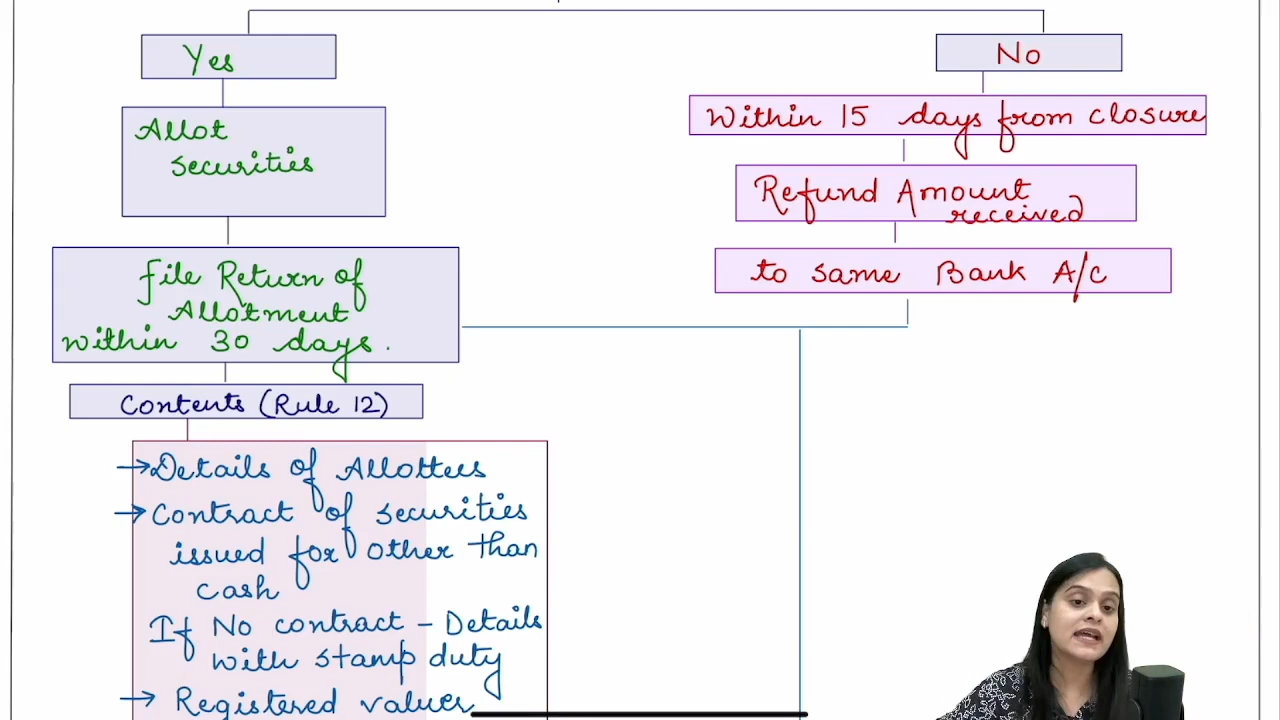 Yes
Allot
securities
file Return of
Allotment
within 30 days.
Contents (Rule 12)
→Details of Allottees
→Contract of securities
issued for other than
cash
If No contract - Details
with stamp duty
→ Registered valuer
No
Within 15 days from closure
Refund Amount
received
to same Bank A/c